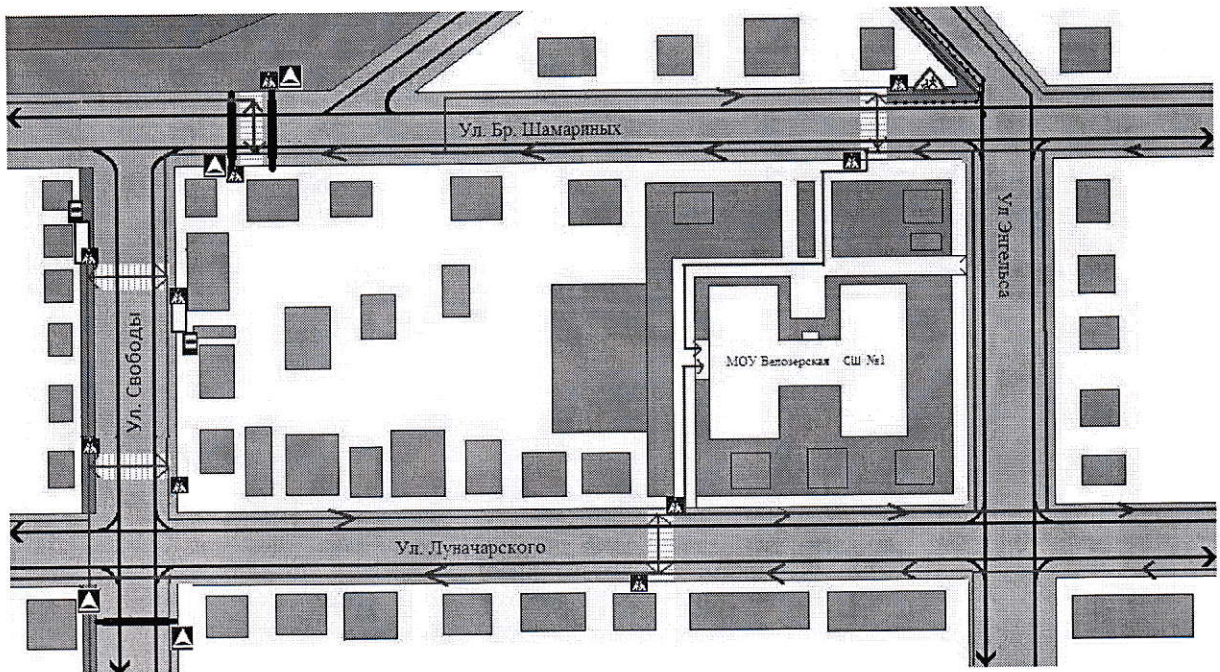 Ул. Бр. Шамариных
Ул Энгельса
Ул. Свободы
МОУ Белозерская СШ №1
Ул. Луначарского